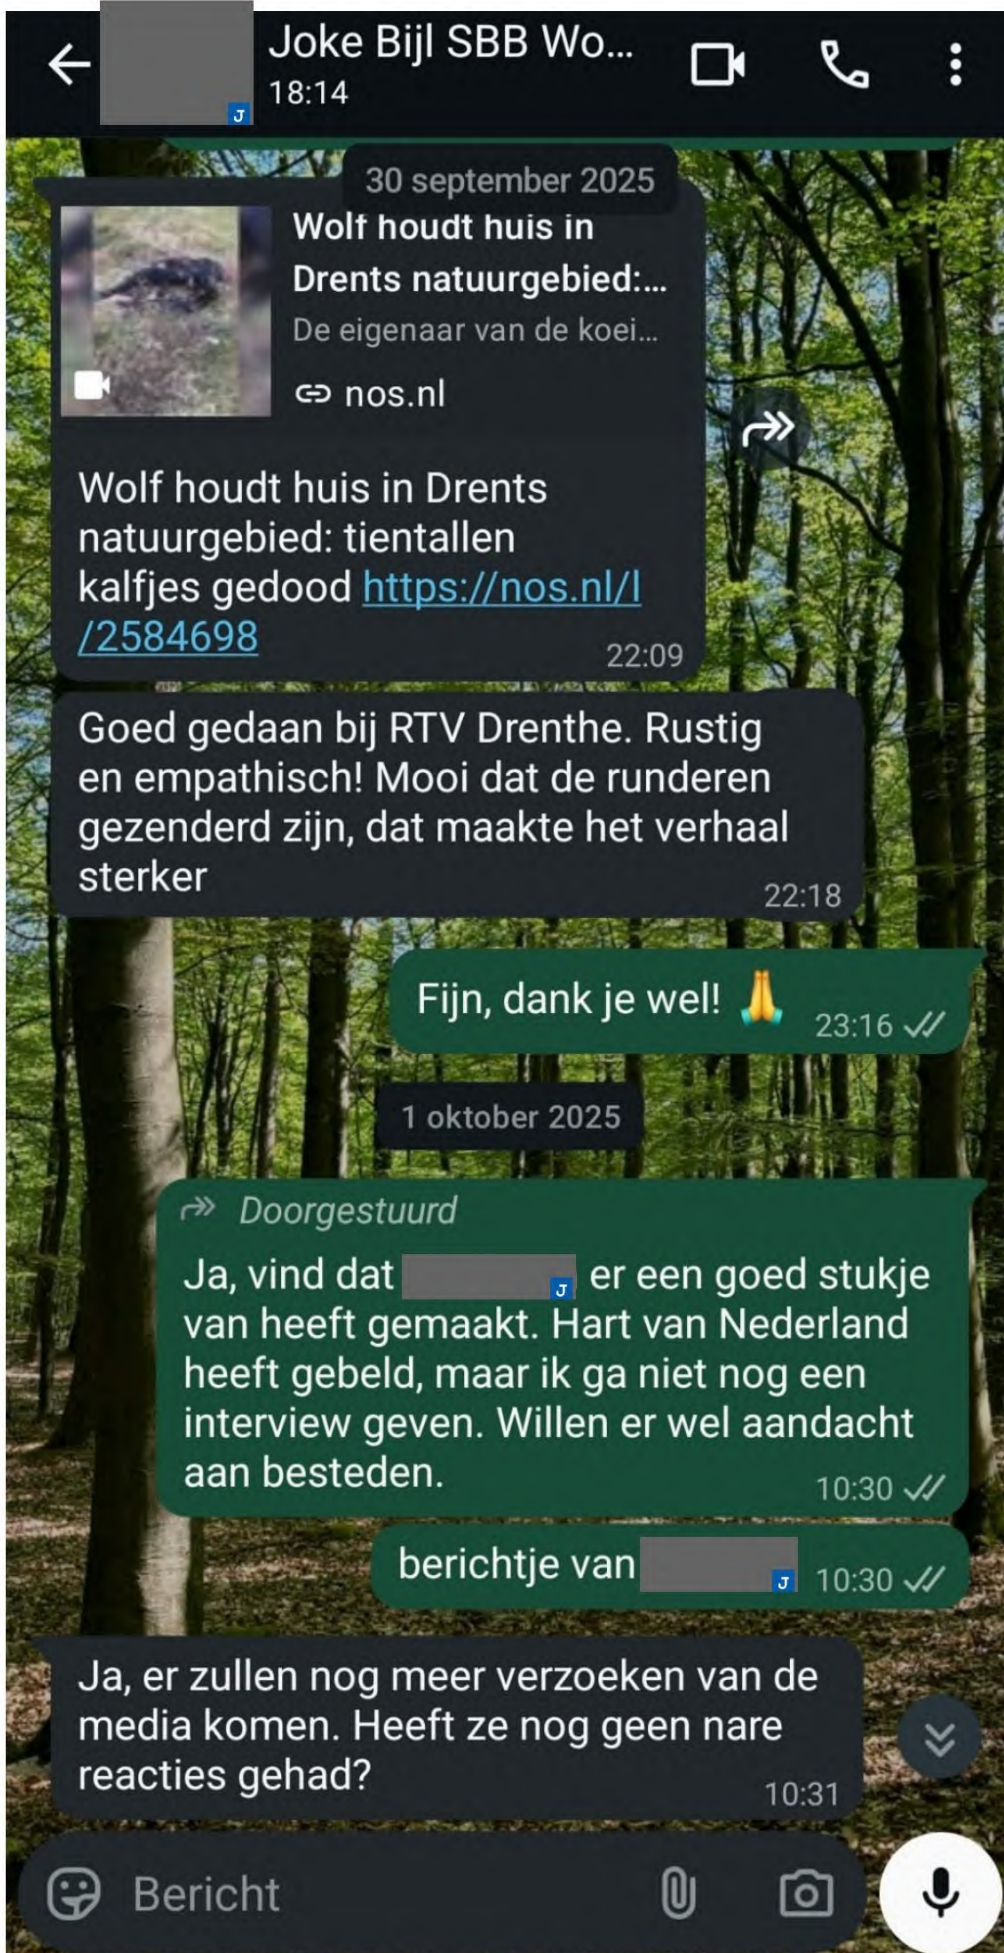 Joke Bijl SBB Wo...
18:14
J
30 september 2025
Wolf houdt huis in
Drents natuurgebied:...
De eigenaar van de koei...
nos.nl
Wolf houdt huis in Drents
natuurgebied: tientallen
kalfjes gedood https://nos.nl/l
/2584698
22:09
Goed gedaan bij RTV Drenthe. Rustig
en empathisch! Mooi dat de runderen
gezenderd zijn, dat maakte het verhaal
sterker
22:18
Fijn, dank je wel! 🙏
23:16
1 oktober 2025
Doorgestuurd
Ja, vind dat J er een goed stukje
van heeft gemaakt. Hart van Nederland
heeft gebeld, maar ik ga niet nog een
interview geven. Willen er wel aandacht
aan besteden.
10:30
berichtje van J 10:30
Ja, er zullen nog meer verzoeken van de
media komen. Heeft ze nog geen nare
reacties gehad?
10:31
Bericht